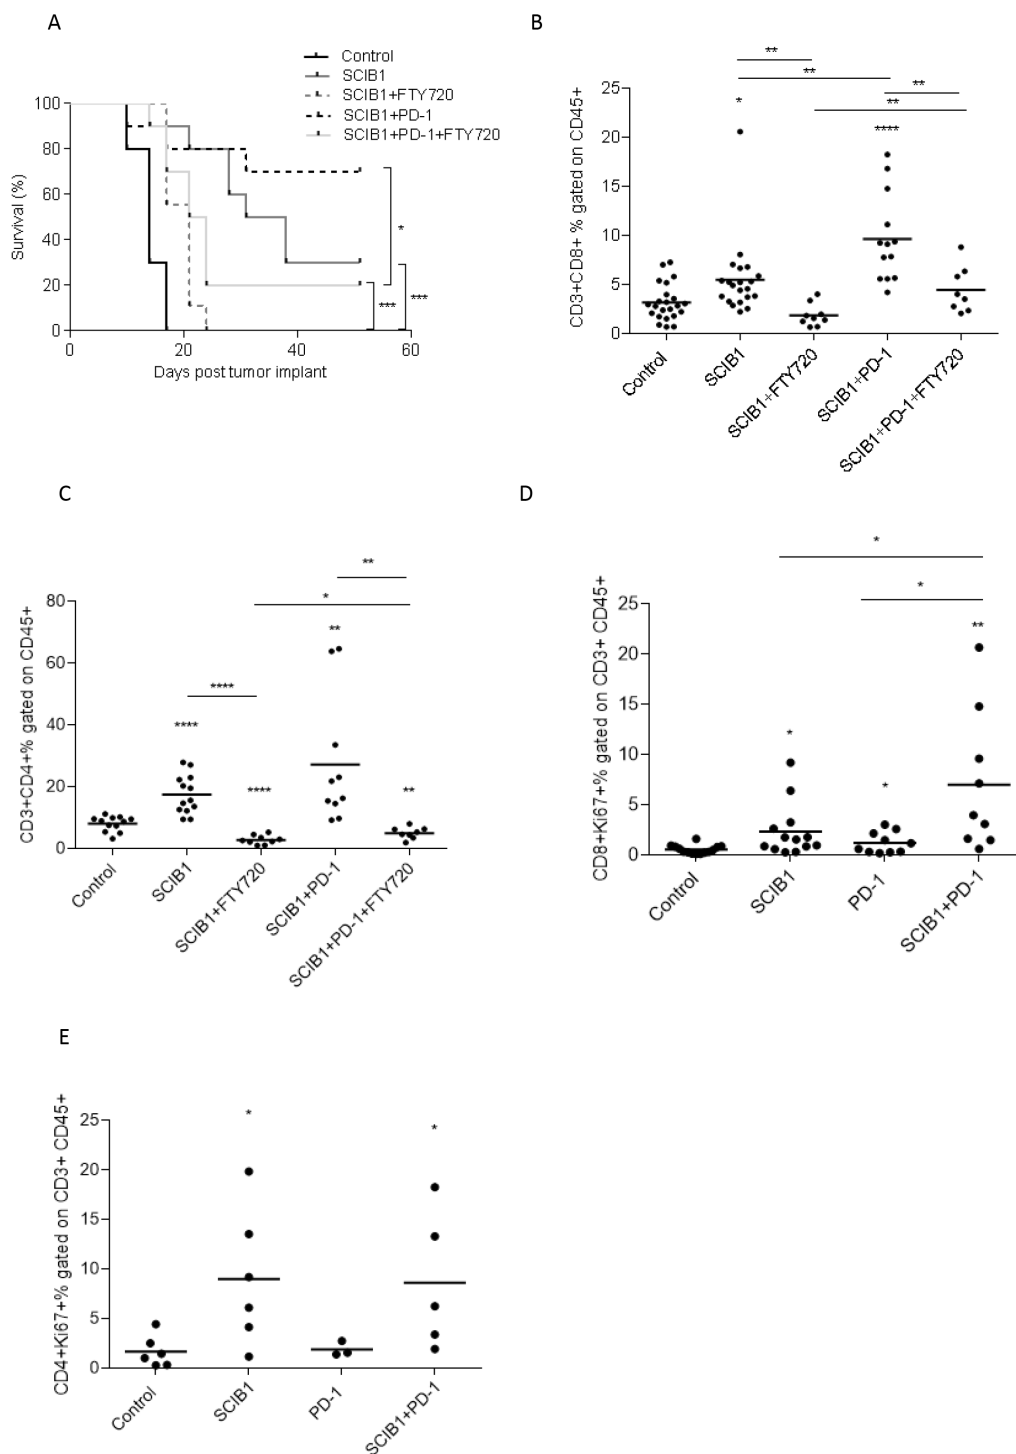 A
Control
SCIB1
SCIB1+FTY720
SCIB1+PD-1
SCIB1+PD-1+FTY720
Survival (%)
100
80
60
40
20
0
*
***
***
0
20
40
60
Days post tumor implant
B
CD3+CD8+ % gated on CD45+
25
20
15
10
5
0
**
**
**
**
*
****
Control
SCIB1
SCIB1+FTY720
SCIB1+PD-1
SCIB1+PD-1+FTY720
C
CD3+CD4+% gated on CD45+
80
60
40
20
0
**
*
**
****
****
****
**
Control
SCIB1
SCIB1+FTY720
SCIB1+PD-1
SCIB1+PD-1+FTY720
D
CD8+Ki67+% gated on CD3+ CD45+
25
20
15
10
5
0
*
*
**
*
*
Control
SCIB1
PD-1
SCIB1+PD-1
E
CD4+Ki67+% gated on CD3+ CD45+
25
20
15
10
5
0
*
*
Control
SCIB1
PD-1
SCIB1+PD-1